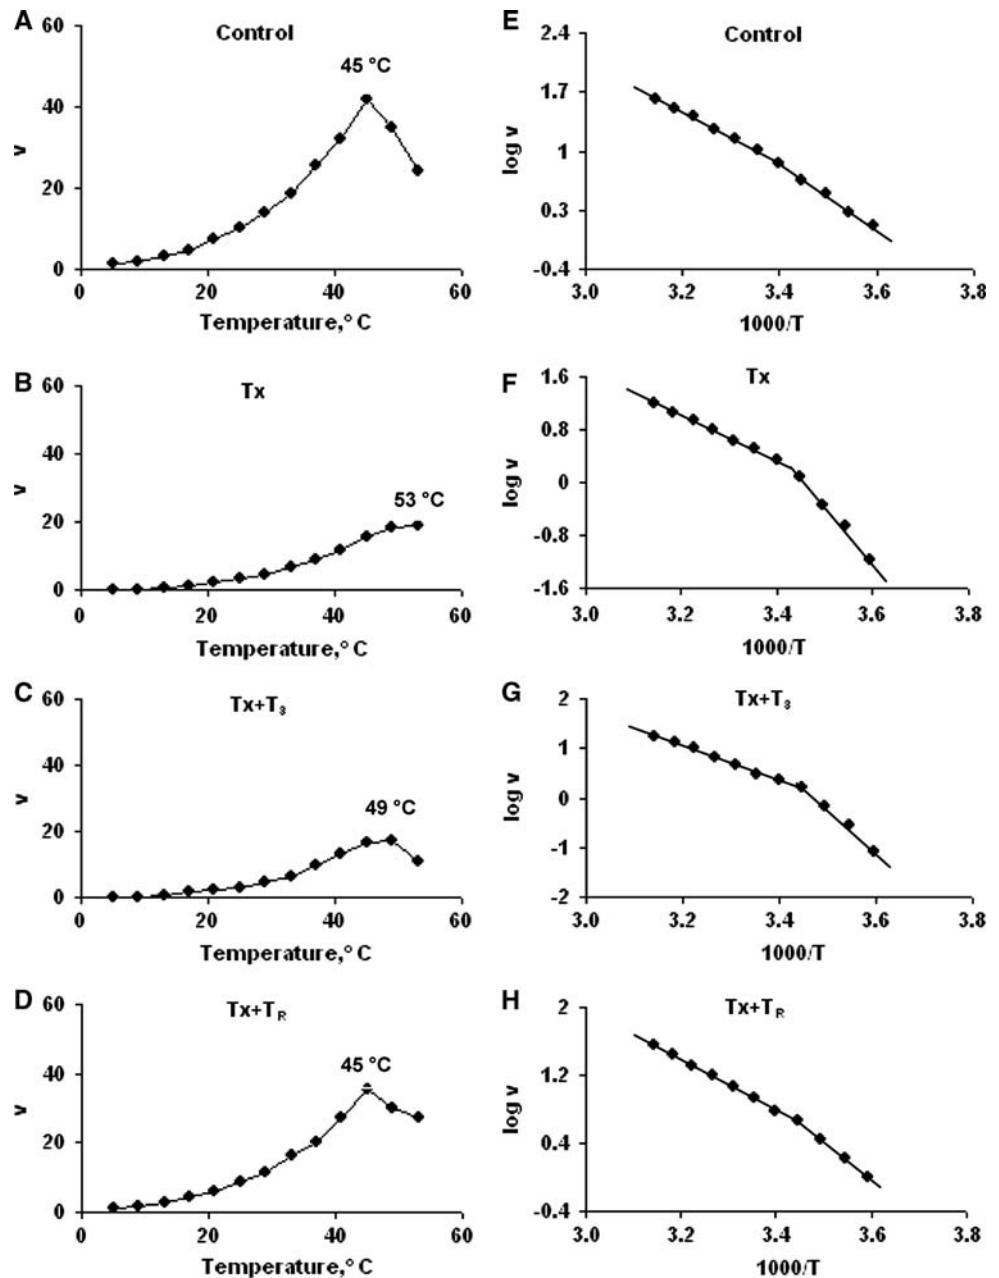 A
Control
45 °C
60
40
20
0
v
0 20 40 60
Temperature,° C
E
Control
2.4
1.7
1
0.3
-0.4
log v
3.0 3.2 3.4 3.6 3.8
1000/T
B
Tx
53 °C
60
40
20
0
v
0 20 40 60
Temperature,° C
F
Tx
1.6
0.8
0
-0.8
-1.6
log v
3.0 3.2 3.4 3.6 3.8
1000/T
C
Tx+T₃
49 °C
60
40
20
0
v
0 20 40 60
Temperature,° C
G
Tx+T₃
2
1
0
-1
-2
log v
3.0 3.2 3.4 3.6 3.8
1000/T
D
Tx+T_R
45 °C
60
40
20
0
v
0 20 40 60
Temperature,° C
H
Tx+T_R
2
1.2
0.4
-0.4
log v
3.0 3.2 3.4 3.6 3.8
1000/T